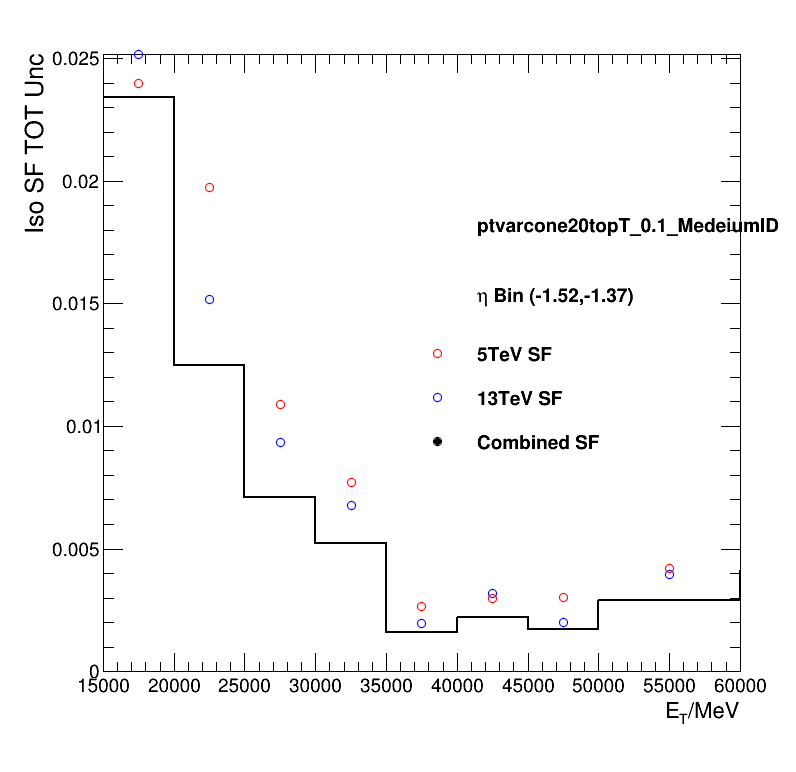 Iso SF TOT Unc
0.025
0.02
0.015
0.01
0.005
0
ptvarcone20topT_0.1_MedeiumID
η Bin (-1.52,-1.37)
5TeV SF
13TeV SF
Combined SF
15000 20000 25000 30000 35000 40000 45000 50000 55000 60000
E_T/MeV